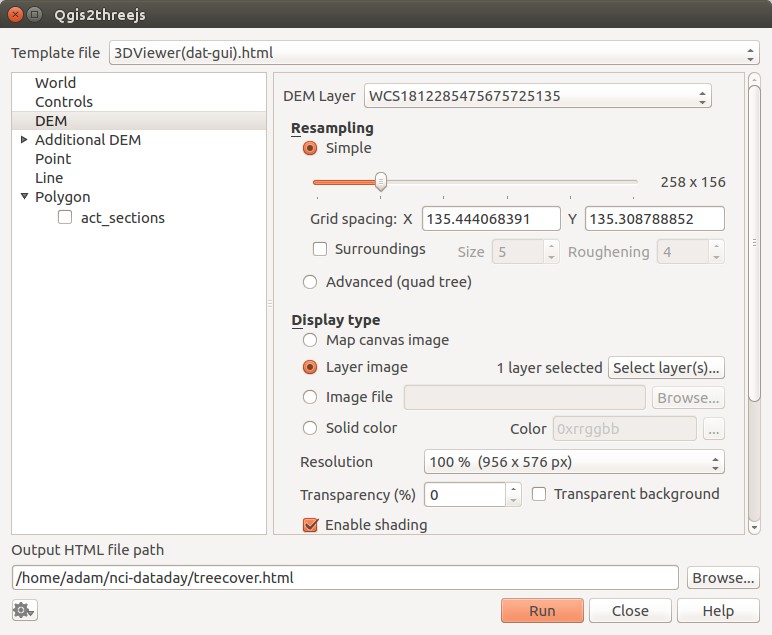 Qgis2threejs
Template file 3DViewer(dat-gui).html
World
Controls
DEM
Additional DEM
Point
Line
Polygon
act_sections
DEM Layer WCS1812285475675725135
Resampling
Simple
258 x 156
Grid spacing: X 135.444068391 Y 135.308788852
Surroundings Size 5 Roughening 4
Advanced (quad tree)
Display type
Map canvas image
Layer image 1 layer selected Select layer(s)...
Image file Browse...
Solid color Color 0xrrggbb ...
Resolution 100 % (956 x 576 px)
Transparency (%) 0 Transparent background
Enable shading
Output HTML file path
/home/adam/nci-dataday/treecover.html Browse...
Run Close Help